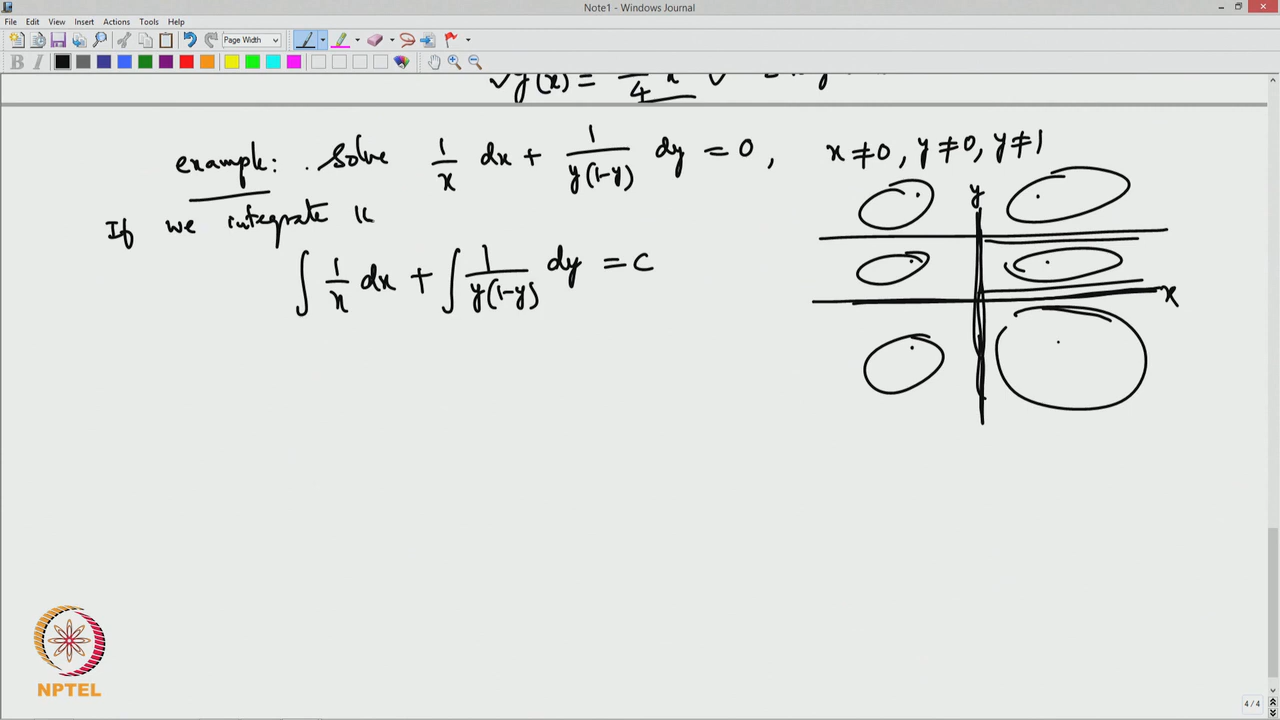 Note1 - Windows Journal
File Edit View Insert Actions Tools Help
Page Width
B I
y(x) = 4 x
example: . Solve 1/x dx + 1/y(1-y) dy = 0, x ≠ 0, y ≠ 0, y ≠ 1
If we integrate
∫ 1/x dx + ∫ 1/y(1-y) dy = c
y
x
NPTEL
4 / 4